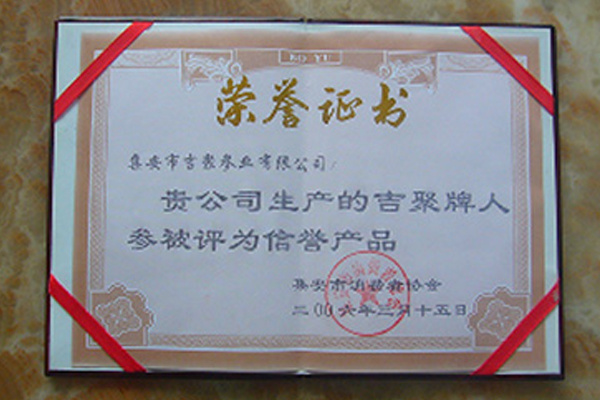 BO YU
荣誉证书
集安市吉聚参业有限公司:
贵公司生产的吉聚牌人
参被评为信誉产品
集安市消费者协会
二00六年三月十五日